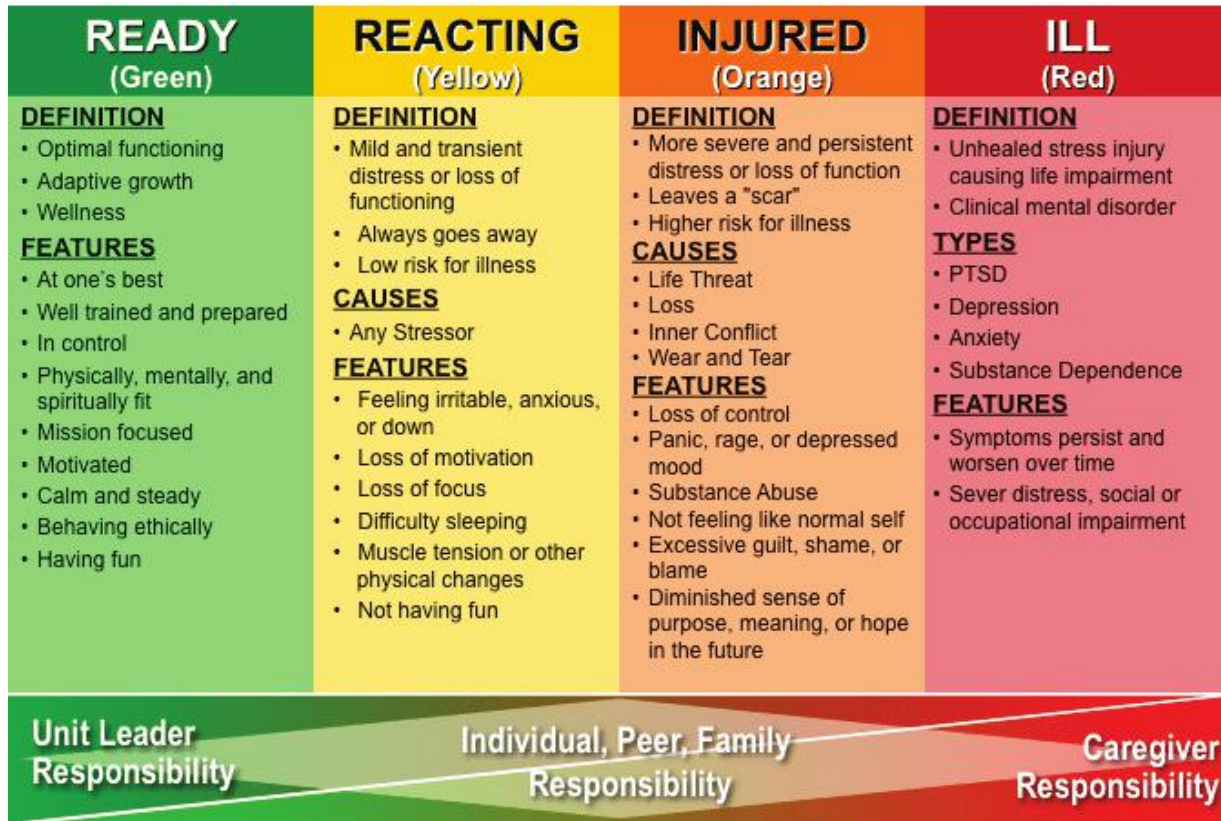 READY
(Green)
DEFINITION
• Optimal functioning
• Adaptive growth
• Wellness
FEATURES
• At one's best
• Well trained and prepared
• In control
• Physically, mentally, and
spiritually fit
• Mission focused
• Motivated
• Calm and steady
• Behaving ethically
• Having fun
REACTING
(Yellow)
DEFINITION
• Mild and transient
distress or loss of
functioning
• Always goes away
• Low risk for illness
CAUSES
• Any Stressor
FEATURES
• Feeling irritable, anxious,
or down
• Loss of motivation
• Loss of focus
• Difficulty sleeping
• Muscle tension or other
physical changes
• Not having fun
INJURED
(Orange)
DEFINITION
• More severe and persistent
distress or loss of function
• Leaves a "scar"
• Higher risk for illness
CAUSES
• Life Threat
• Loss
• Inner Conflict
• Wear and Tear
FEATURES
• Loss of control
• Panic, rage, or depressed
mood
• Substance Abuse
• Not feeling like normal self
• Excessive guilt, shame, or
blame
• Diminished sense of
purpose, meaning, or hope
in the future
ILL
(Red)
DEFINITION
• Unhealed stress injury
causing life impairment
• Clinical mental disorder
TYPES
• PTSD
• Depression
• Anxiety
• Substance Dependence
FEATURES
• Symptoms persist and
worsen over time
• Sever distress, social or
occupational impairment
Unit Leader
Responsibility
Individual, Peer, Family
Responsibility
Caregiver
Responsibility